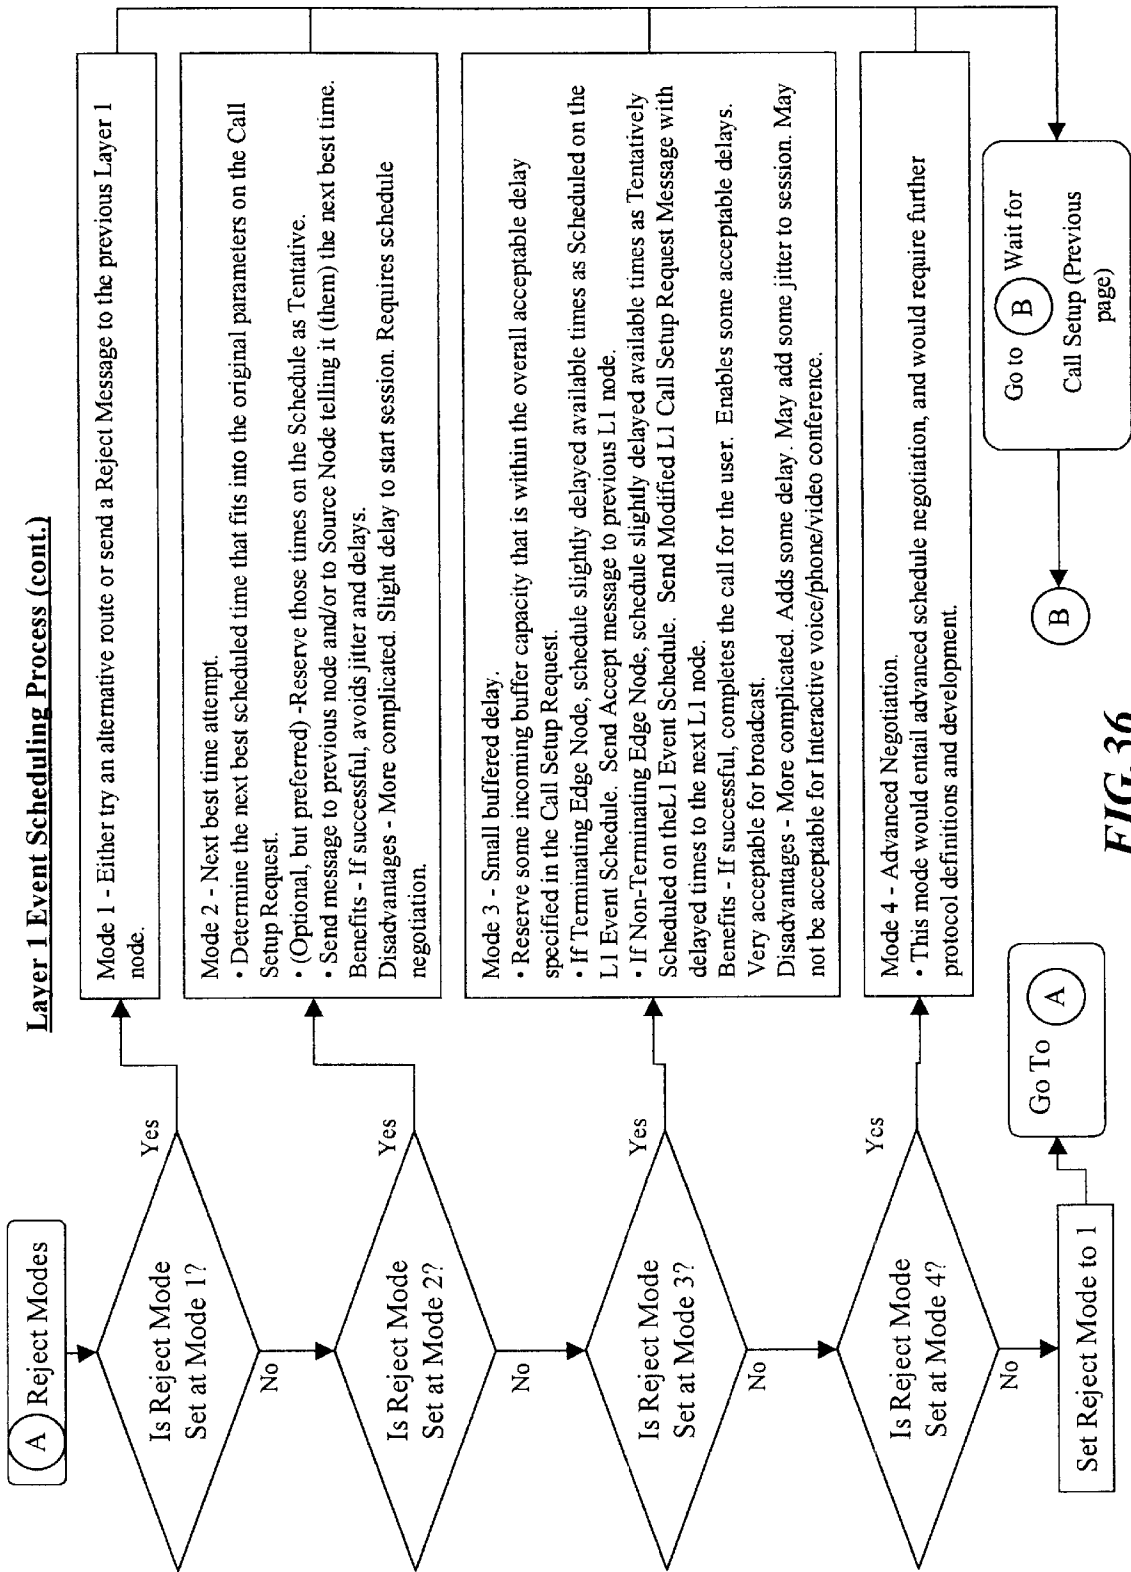 Layer 1 Event Scheduling Process (cont.)
A Reject Modes
Is Reject Mode
Set at Mode 1?
Yes
No
Mode 1 - Either try an alternative route or send a Reject Message to the previous Layer 1
node.
Is Reject Mode
Set at Mode 2?
Yes
No
Mode 2 - Next best time attempt.
• Determine the next best scheduled time that fits into the original parameters on the Call
Setup Request.
• (Optional, but preferred) -Reserve those times on the Schedule as Tentative.
• Send message to previous node and/or to Source Node telling it (them) the next best time.
Benefits - If successful, avoids jitter and delays.
Disadvantages - More complicated. Slight delay to start session. Requires schedule
negotiation.
Is Reject Mode
Set at Mode 3?
Yes
No
Mode 3 - Small buffered delay.
• Reserve some incoming buffer capacity that is within the overall acceptable delay
specified in the Call Setup Request.
• If Terminating Edge Node, schedule slightly delayed available times as Scheduled on the
L1 Event Schedule. Send Accept message to previous L1 node.
• If Non-Terminating Edge Node, schedule slightly delayed available times as Tentatively
Scheduled on theL1 Event Schedule. Send Modified L1 Call Setup Request Message with
delayed times to the next L1 node.
Benefits - If successful, completes the call for the user. Enables some acceptable delays.
Very acceptable for broadcast.
Disadvantages - More complicated. Adds some delay. May add some jitter to session. May
not be acceptable for Interactive voice/phone/video conference.
Is Reject Mode
Set at Mode 4?
Yes
No
Mode 4 - Advanced Negotiation.
• This mode would entail advanced schedule negotiation, and would require further
protocol definitions and development.
Set Reject Mode to 1
Go To A
Go to B Wait for
Call Setup (Previous
page)
B
FIG.36